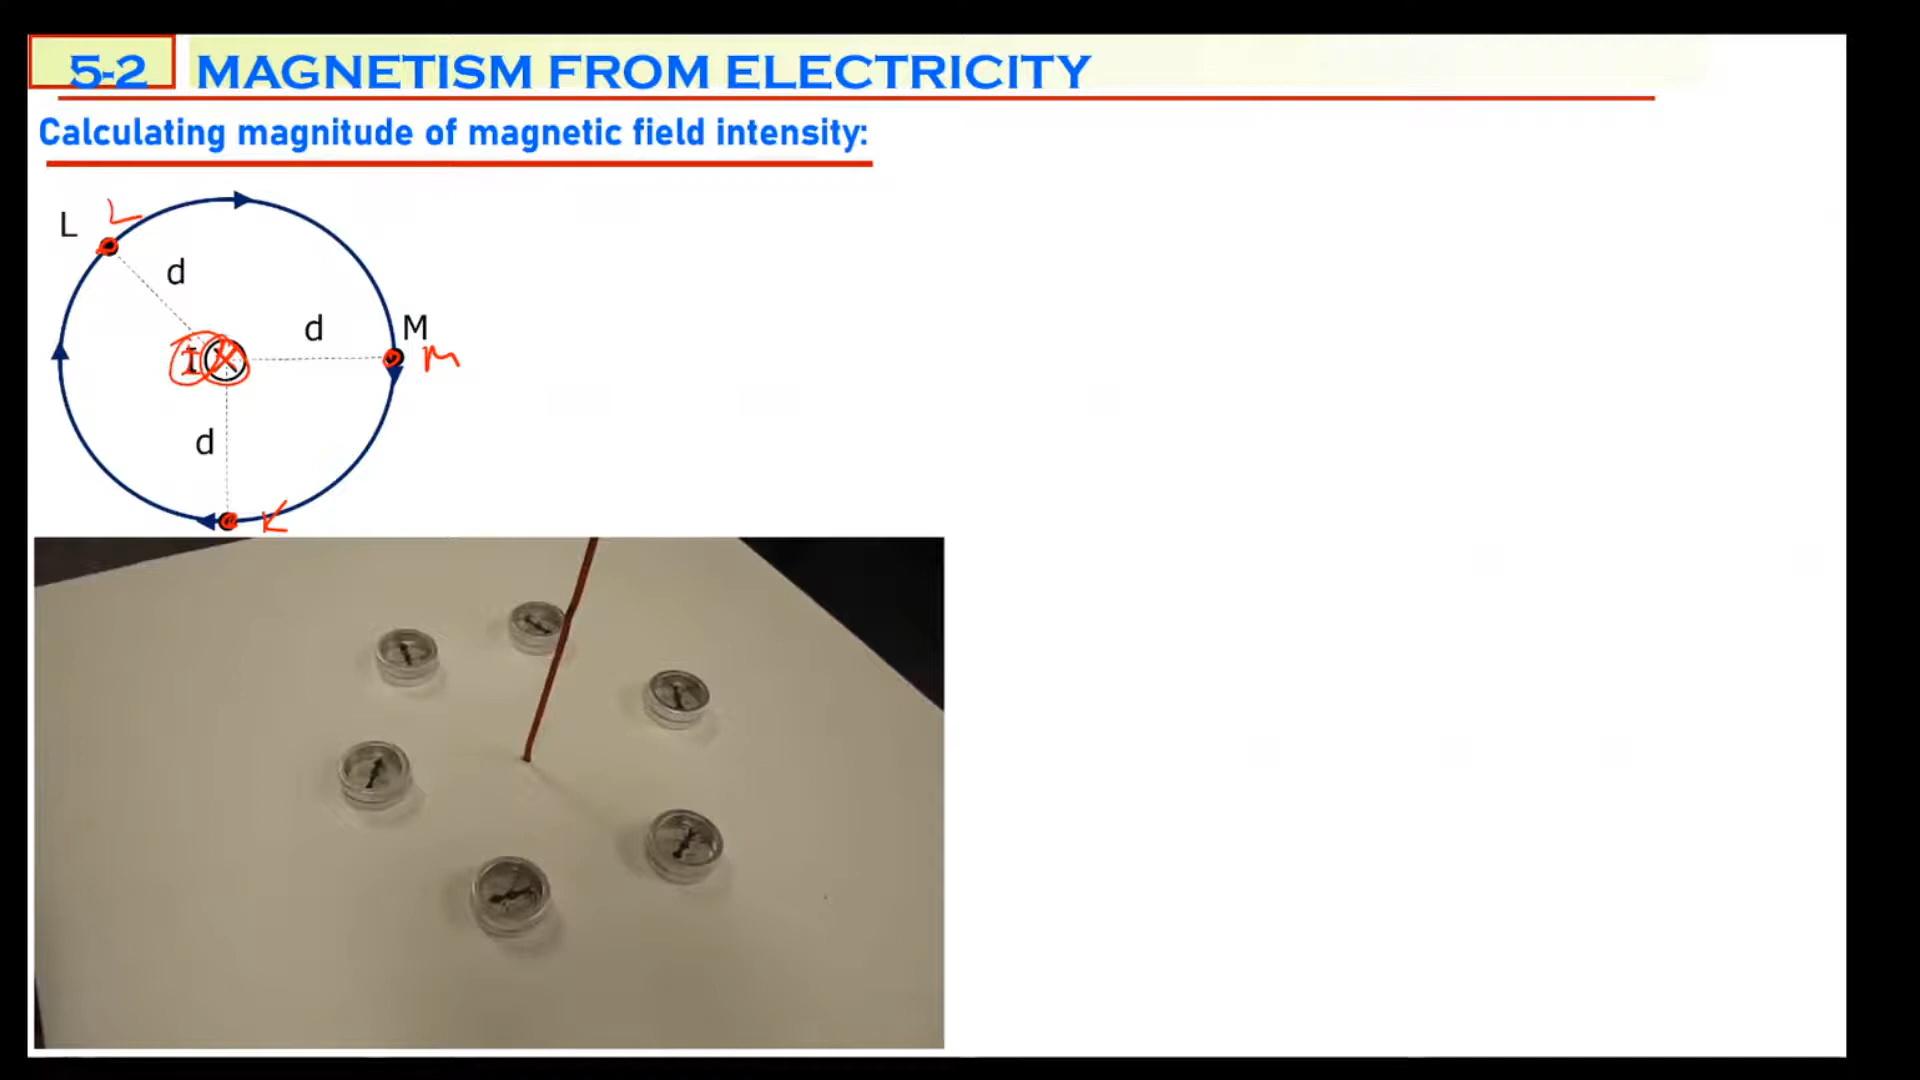 5-2 MAGNETISM FROM ELECTRICITY
Calculating magnitude of magnetic field intensity:
L L
d
d M
I X M
d
K